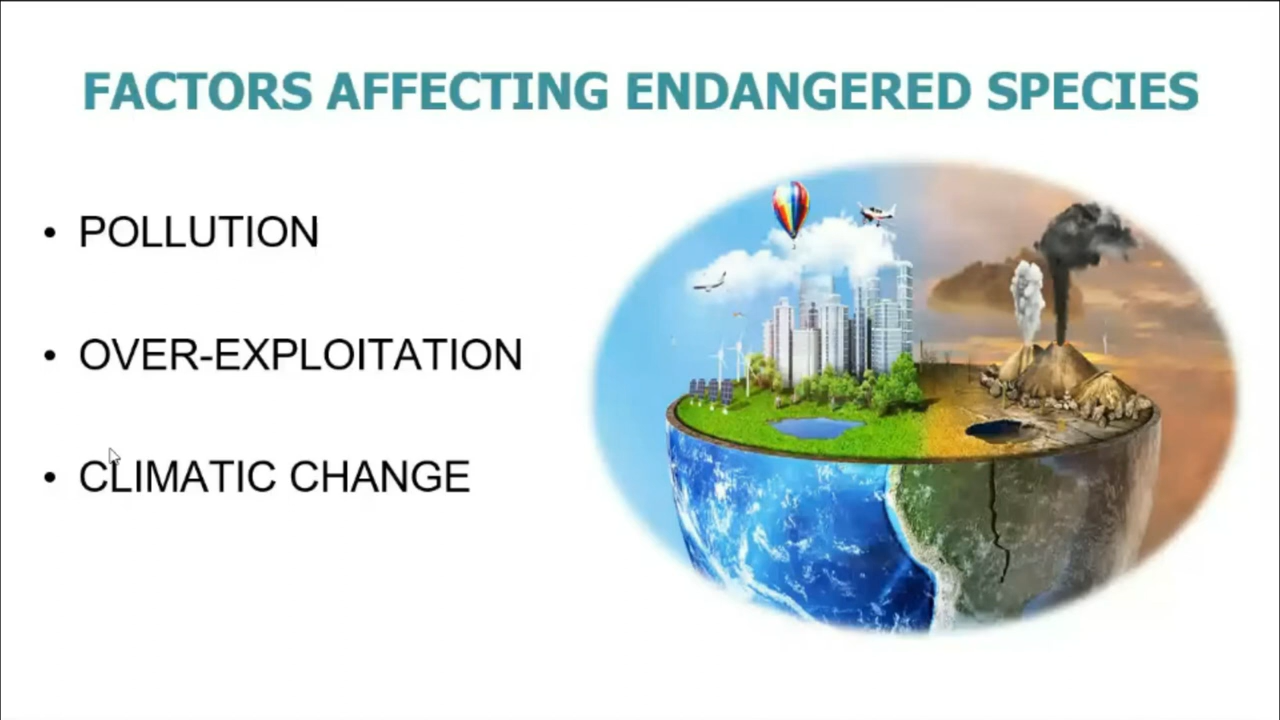 FACTORS AFFECTING ENDANGERED SPECIES
• POLLUTION
• OVER-EXPLOITATION
• CLIMATIC CHANGE